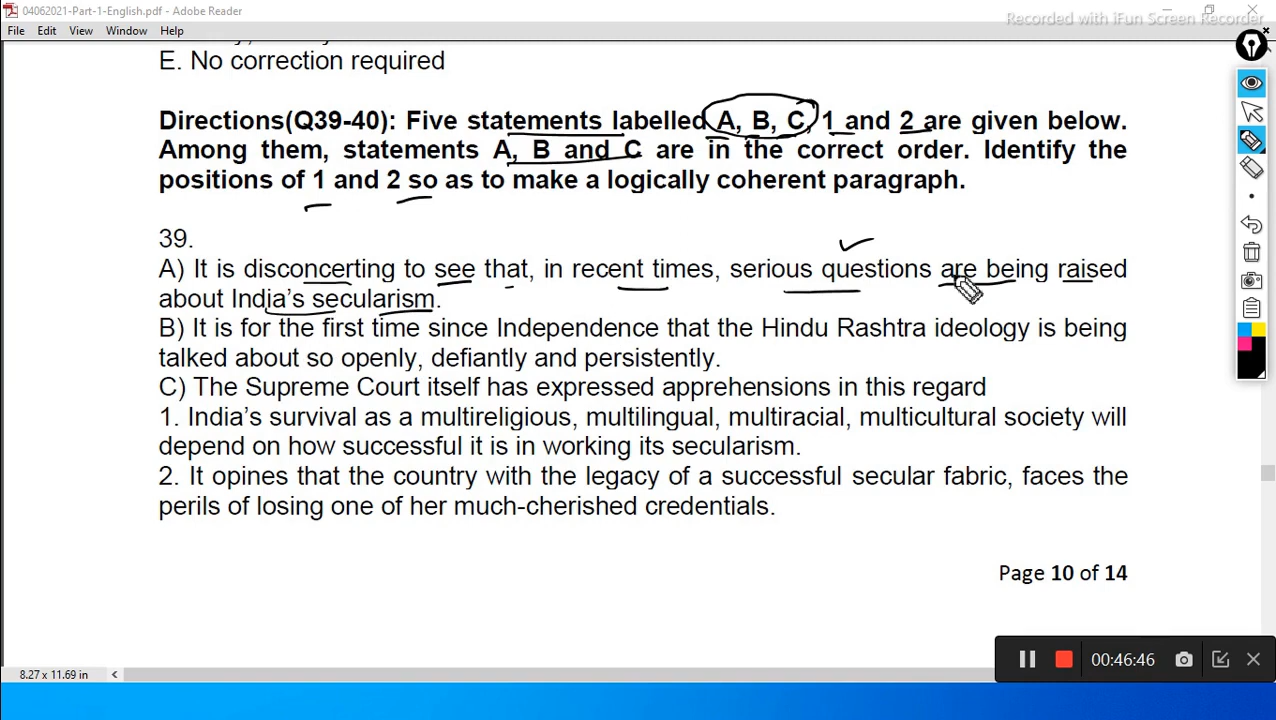 04062021-Part-1-English.pdf - Adobe Reader
Recorded with iFun Screen Recorder
File Edit View Window Help
E. No correction required
Directions(Q39-40): Five statements labelled A, B, C, 1 and 2 are given below.
Among them, statements A, B and C are in the correct order. Identify the
positions of 1 and 2 so as to make a logically coherent paragraph.
39.
A) It is disconcerting to see that, in recent times, serious questions are being raised
about India's secularism.
B) It is for the first time since Independence that the Hindu Rashtra ideology is being
talked about so openly, defiantly and persistently.
C) The Supreme Court itself has expressed apprehensions in this regard
1. India's survival as a multireligious, multilingual, multiracial, multicultural society will
depend on how successful it is in working its secularism.
2. It opines that the country with the legacy of a successful secular fabric, faces the
perils of losing one of her much-cherished credentials.
Page 10 of 14
00:46:46
8.27 x 11.69 in